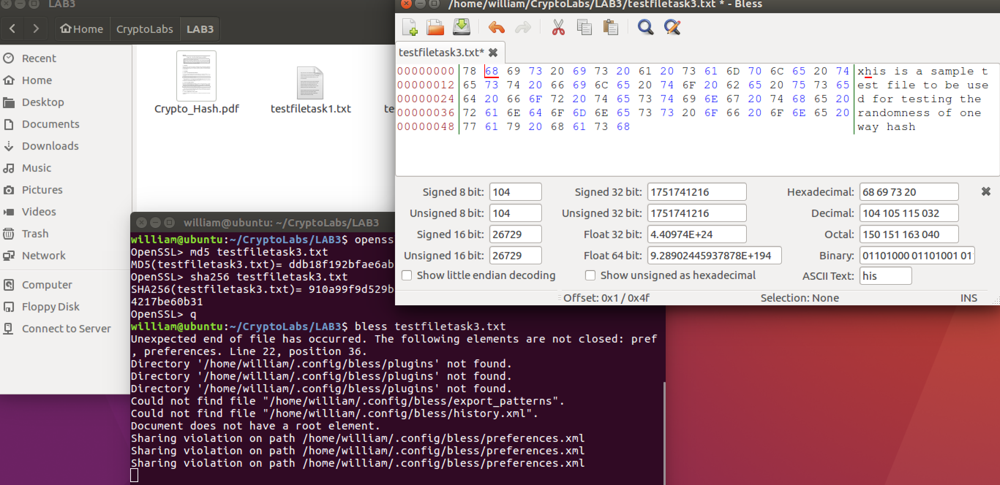 LAB3
Home CryptoLabs LAB3
Recent
Home
Desktop
Documents
Downloads
Music
Pictures
Videos
Trash
Network
Computer
Floppy Disk
Connect to Server
Crypto_Hash.pdf
testfiletask1.txt
te
/home/william/CryptoLabs/LAB3/testfiletask3.txt * - Bless
testfiletask3.txt*
00000000 78 68 69 73 20 69 73 20 61 20 73 61 6D 70 6C 65 20 74 xhis is a sample t
00000012 65 73 74 20 66 69 6C 65 20 74 6F 20 62 65 20 75 73 65 est file to be use
00000024 64 20 66 6F 72 20 74 65 73 74 69 6E 67 20 74 68 65 20 d for testing the
00000036 72 61 6E 64 6F 6D 6E 65 73 73 20 6F 66 20 6F 6E 65 20 randomness of one
00000048 77 61 79 20 68 61 73 68 way hash
Signed 8 bit: 104 Signed 32 bit: 1751741216 Hexadecimal: 68 69 73 20
Unsigned 8 bit: 104 Unsigned 32 bit: 1751741216 Decimal: 104 105 115 032
Signed 16 bit: 26729 Float 32 bit: 4.40974E+24 Octal: 150 151 163 040
Unsigned 16 bit: 26729 Float 64 bit: 9.28902445937878E+194 Binary: 01101000 01101001 01
Show little endian decoding Show unsigned as hexadecimal ASCII Text: his
Offset: 0x1 / 0x4f Selection: None INS
william@ubuntu: ~/CryptoLabs/LAB3
william@ubuntu:~/CryptoLabs/LAB3$ openss
OpenSSL> md5 testfiletask3.txt
MD5(testfiletask3.txt)= ddb18f192bfae6ab
OpenSSL> sha256 testfiletask3.txt
SHA256(testfiletask3.txt)= 910a99f9d529b
4217be60b31
OpenSSL> q
william@ubuntu:~/CryptoLabs/LAB3$ bless testfiletask3.txt
Unexpected end of file has occurred. The following elements are not closed: pref
, preferences. Line 22, position 36.
Directory '/home/william/.config/bless/plugins' not found.
Directory '/home/william/.config/bless/plugins' not found.
Directory '/home/william/.config/bless/plugins' not found.
Could not find file "/home/william/.config/bless/export_patterns".
Could not find file "/home/william/.config/bless/history.xml".
Document does not have a root element.
Sharing violation on path /home/william/.config/bless/preferences.xml
Sharing violation on path /home/william/.config/bless/preferences.xml
Sharing violation on path /home/william/.config/bless/preferences.xml